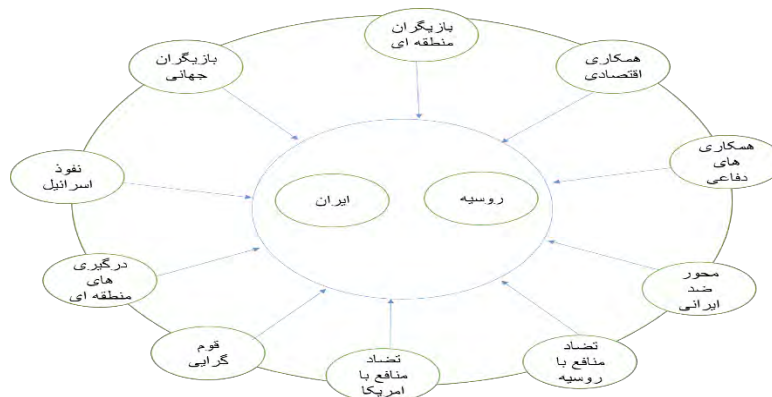 بازیگران
منطقه ای
همکاری
اقتصادی
همکاری
های
دفاعی
محور
ضد
ایرانی
تضاد
منافع با
روسیه
تضاد
منافع با
امریکا
قوم
گرایی
درگیری
های
منطقه ای
نفوذ
اسرائیل
بازیگران
جهانی
روسیه
ایران